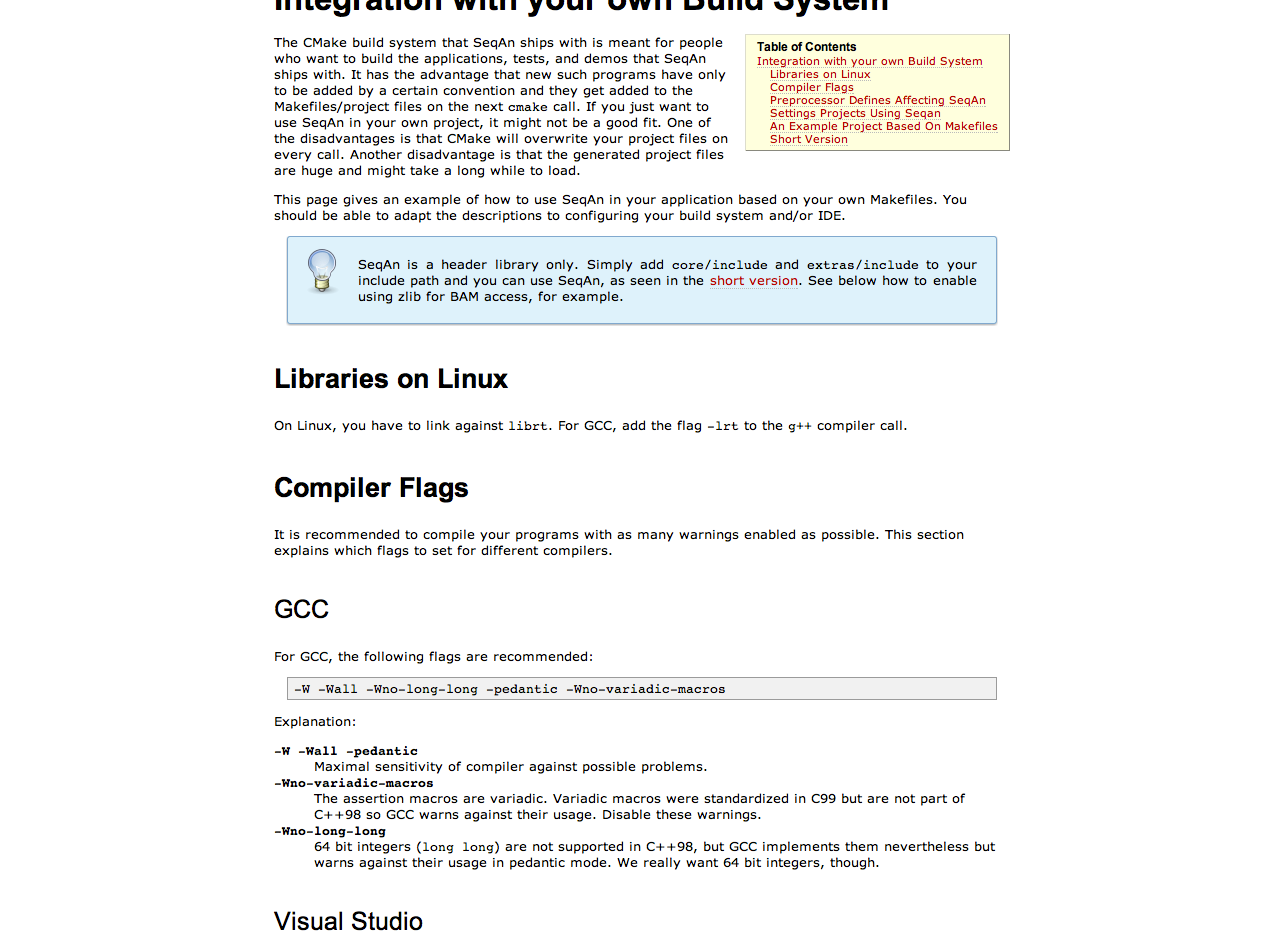 Integration with your own Build System
The CMake build system that SeqAn ships with is meant for people
who want to build the applications, tests, and demos that SeqAn
ships with. It has the advantage that new such programs have only
to be added by a certain convention and they get added to the
Makefiles/project files on the next cmake call. If you just want to
use SeqAn in your own project, it might not be a good fit. One of
the disadvantages is that CMake will overwrite your project files on
every call. Another disadvantage is that the generated project files
are huge and might take a long while to load.
Table of Contents
Integration with your own Build System
Libraries on Linux
Compiler Flags
Preprocessor Defines Affecting SeqAn
Settings Projects Using Seqan
An Example Project Based On Makefiles
Short Version
This page gives an example of how to use SeqAn in your application based on your own Makefiles. You
should be able to adapt the descriptions to configuring your build system and/or IDE.
SeqAn is a header library only. Simply add core/include and extras/include to your
include path and you can use SeqAn, as seen in the short version. See below how to enable
using zlib for BAM access, for example.
Libraries on Linux
On Linux, you have to link against librt. For GCC, add the flag -lrt to the g++ compiler call.
Compiler Flags
It is recommended to compile your programs with as many warnings enabled as possible. This section
explains which flags to set for different compilers.
GCC
For GCC, the following flags are recommended:
-W -Wall -Wno-long-long -pedantic -Wno-variadic-macros
Explanation:
-W -Wall -pedantic
Maximal sensitivity of compiler against possible problems.
-Wno-variadic-macros
The assertion macros are variadic. Variadic macros were standardized in C99 but are not part of
C++98 so GCC warns against their usage. Disable these warnings.
-Wno-long-long
64 bit integers (long long) are not supported in C++98, but GCC implements them nevertheless but
warns against their usage in pedantic mode. We really want 64 bit integers, though.
Visual Studio